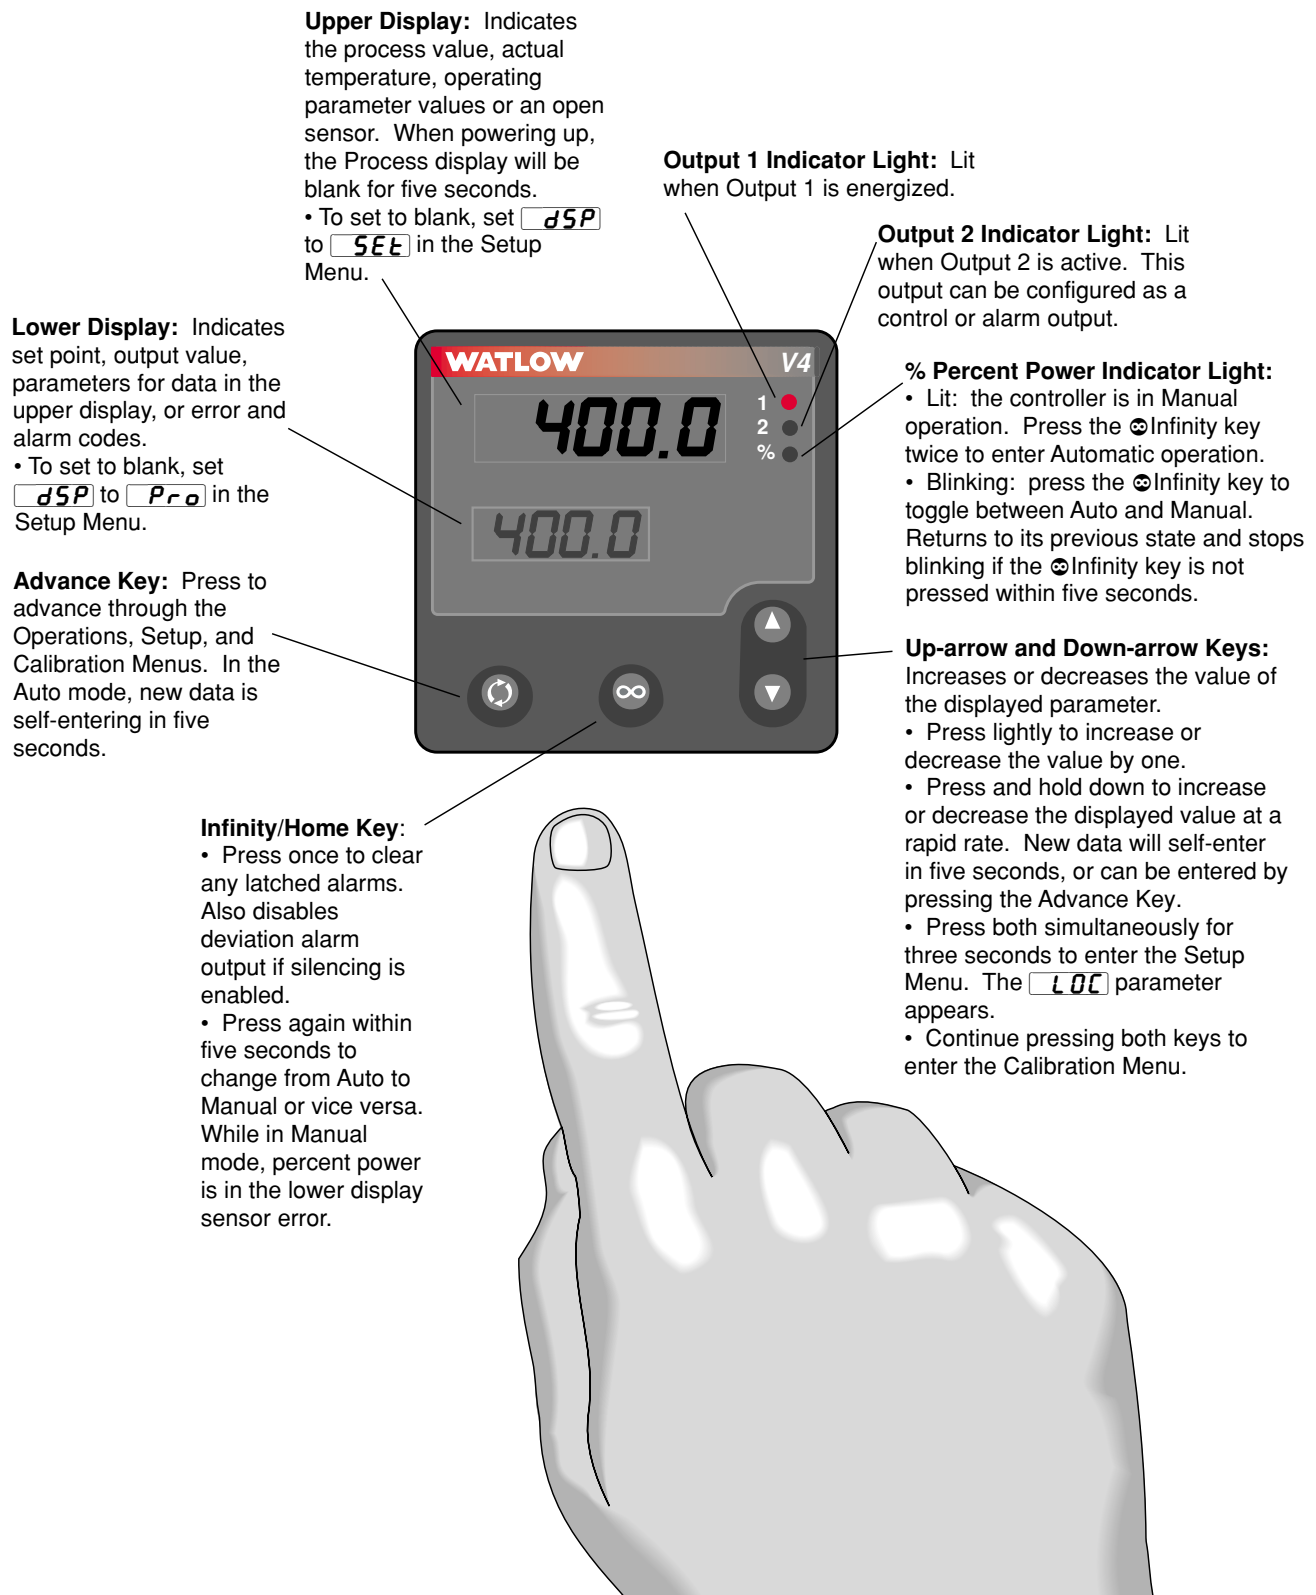 Upper Display: Indicates
the process value, actual
temperature, operating
parameter values or an open
sensor. When powering up,
the Process display will be
blank for five seconds.
• To set to blank, set dSP
to SEt in the Setup
Menu.
Output 1 Indicator Light: Lit
when Output 1 is energized.
Output 2 Indicator Light: Lit
when Output 2 is active. This
output can be configured as a
control or alarm output.
Lower Display: Indicates
set point, output value,
parameters for data in the
upper display, or error and
alarm codes.
• To set to blank, set
dSP to Pro in the
Setup Menu.
Advance Key: Press to
advance through the
Operations, Setup, and
Calibration Menus. In the
Auto mode, new data is
self-entering in five
seconds.
WATLOW V4
400.0
1
2
%
400.0
% Percent Power Indicator Light:
• Lit: the controller is in Manual
operation. Press the ∞Infinity key
twice to enter Automatic operation.
• Blinking: press the ∞Infinity key to
toggle between Auto and Manual.
Returns to its previous state and stops
blinking if the ∞Infinity key is not
pressed within five seconds.
Up-arrow and Down-arrow Keys:
Increases or decreases the value of
the displayed parameter.
• Press lightly to increase or
decrease the value by one.
• Press and hold down to increase
or decrease the displayed value at a
rapid rate. New data will self-enter
in five seconds, or can be entered by
pressing the Advance Key.
• Press both simultaneously for
three seconds to enter the Setup
Menu. The LOC parameter
appears.
• Continue pressing both keys to
enter the Calibration Menu.
Infinity/Home Key:
• Press once to clear
any latched alarms.
Also disables
deviation alarm
output if silencing is
enabled.
• Press again within
five seconds to
change from Auto to
Manual or vice versa.
While in Manual
mode, percent power
is in the lower display
sensor error.